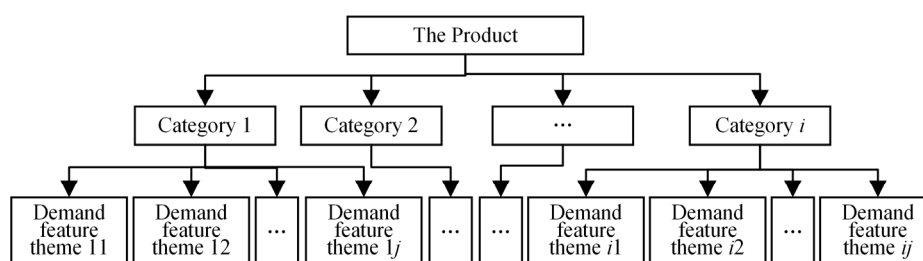 The Product
Category 1
Category 2
...
Category i
Demand
feature
theme 11
Demand
feature
theme 12
...
Demand
feature
theme 1j
...
...
Demand
feature
theme i1
Demand
feature
theme i2
...
Demand
feature
theme ij